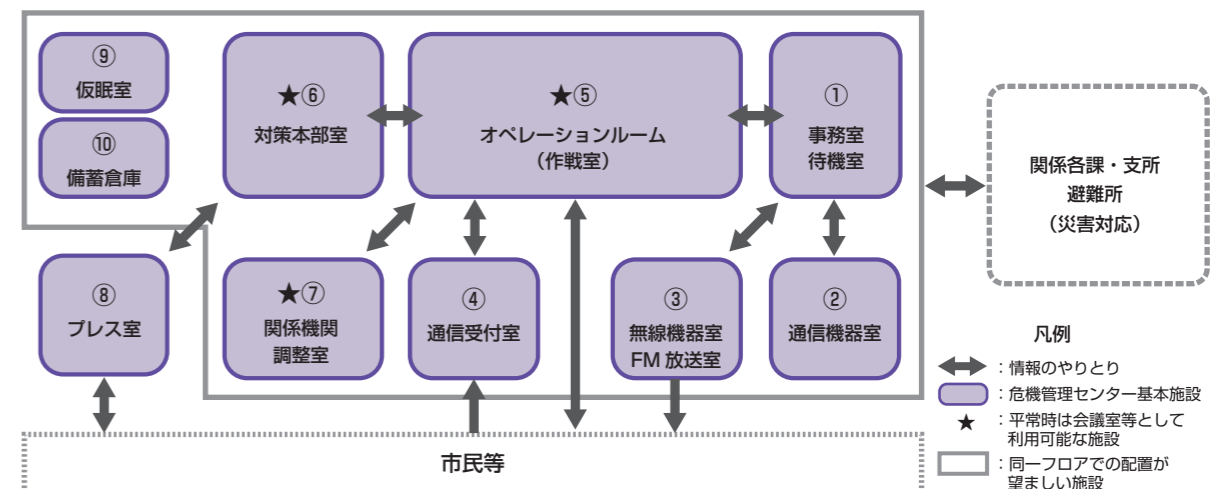 ⑨
仮眠室
⑩
備蓄倉庫
★⑥
対策本部室
★⑤
オペレーションルーム
（作戦室）
①
事務室
待機室
関係各課・支所
避難所
（災害対応）
⑧
プレス室
★⑦
関係機関
調整室
④
通信受付室
③
無線機器室
FM 放送室
②
通信機器室
市民等
凡例
：情報のやりとり
：危機管理センター基本施設
★ ：平常時は会議室等として
利用可能な施設
：同一フロアでの配置が
望ましい施設